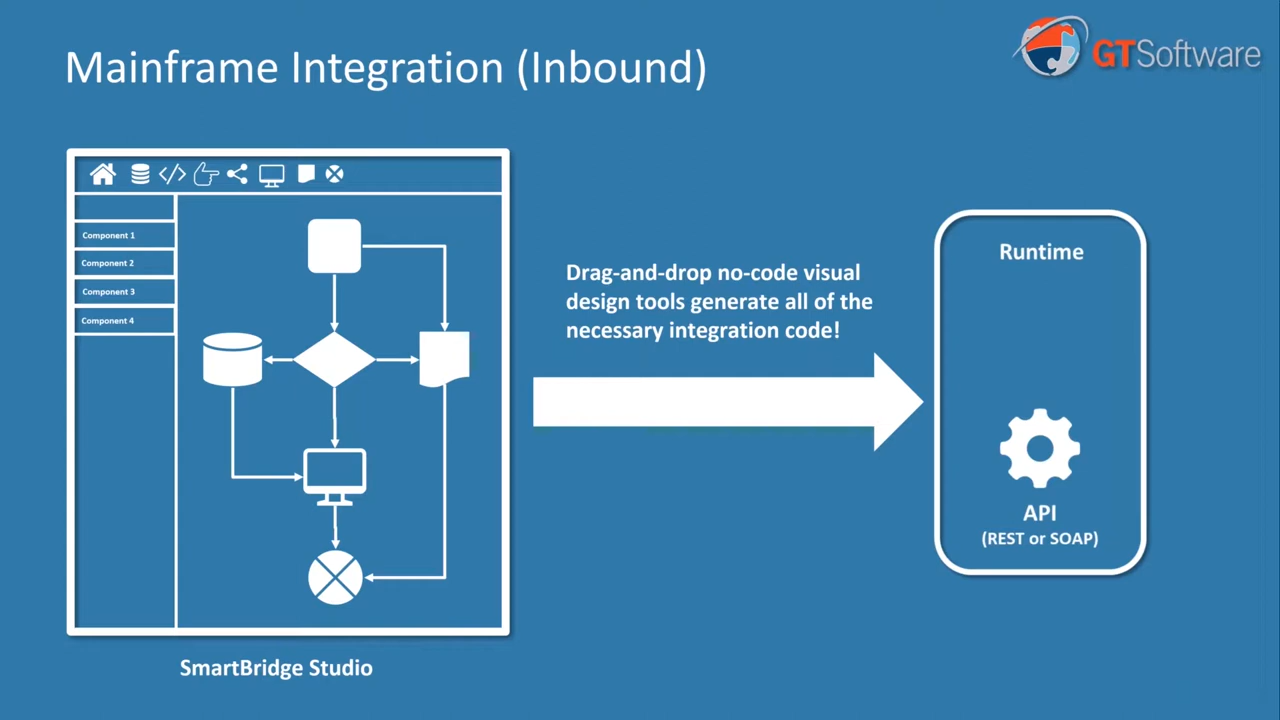 Mainframe Integration (Inbound)
GTSoftware
Component 1
Component 2
Component 3
Component 4
Drag-and-drop no-code visual
design tools generate all of the
necessary integration code!
Runtime
API
(REST or SOAP)
SmartBridge Studio